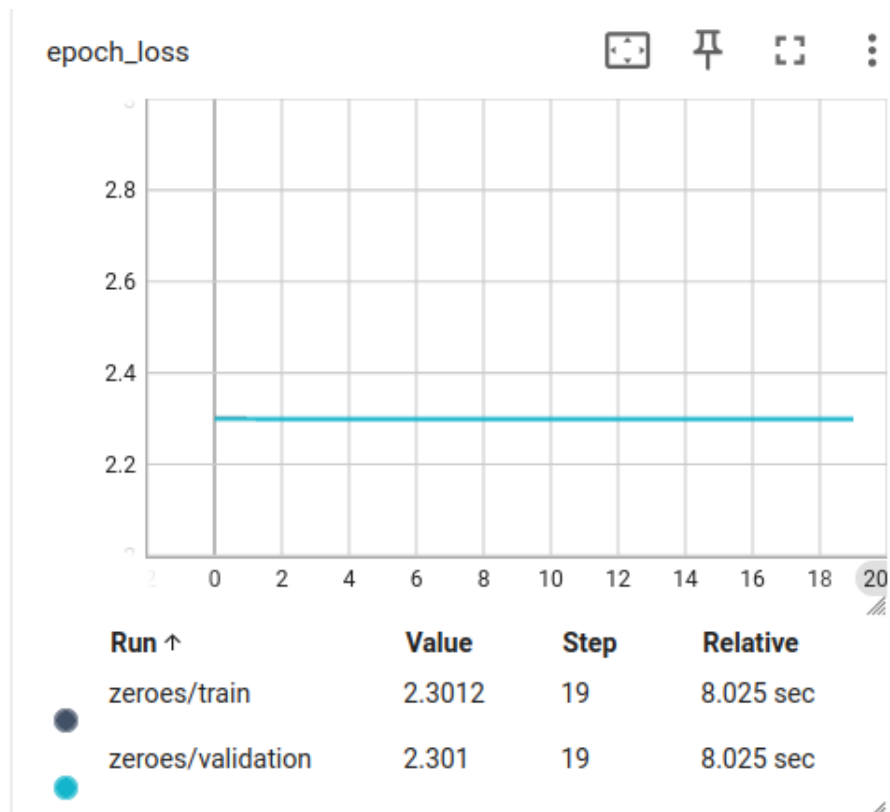 epoch_loss
2.8
2.6
2.4
2.2
0 2 4 6 8 10 12 14 16 18 20
Run ↑ Value Step Relative
zeroes/train 2.3012 19 8.025 sec
zeroes/validation 2.301 19 8.025 sec